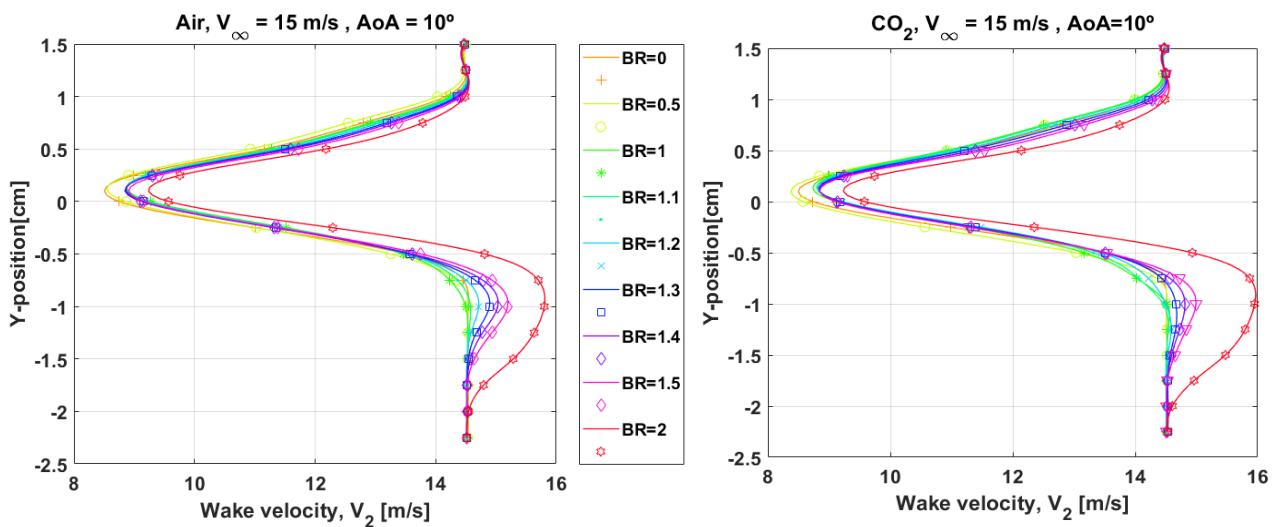 Air, V∞ = 15 m/s , AoA = 10º
1.5
1
0.5
0
-0.5
-1
-1.5
-2
-2.5
Y-position[cm]
8
10
12
14
16
Wake velocity, V2 [m/s]
BR=0
BR=0.5
BR=1
BR=1.1
BR=1.2
BR=1.3
BR=1.4
BR=1.5
BR=2
CO2, V∞ = 15 m/s , AoA=10º
1.5
1
0.5
0
-0.5
-1
-1.5
-2
-2.5
Y-position[cm]
8
10
12
14
16
Wake velocity, V2 [m/s]